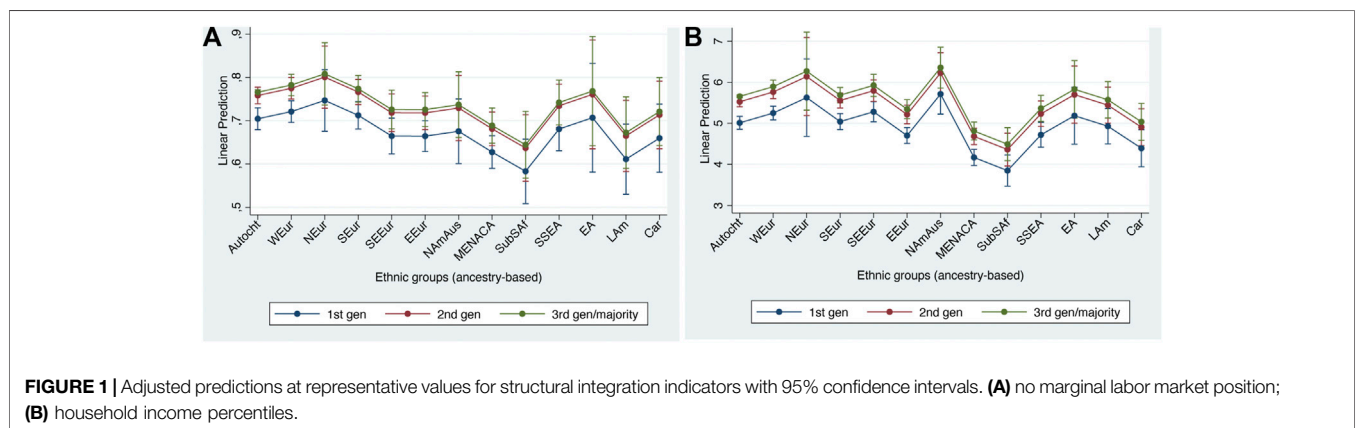 A
Linear Prediction
,9
,8
,7
,6
,5
Autocht
WEur
NEur
SEur
SEEur
EEur
NAmAus
MENACA
SubSAf
SSEA
EA
LAm
Car
Ethnic groups (ancestry-based)
1st gen
2nd gen
3rd gen/majority
B
Linear Prediction
7
6
5
4
3
Autocht
WEur
NEur
SEur
SEEur
EEur
NAmAus
MENACA
SubSAf
SSEA
EA
LAm
Car
Ethnic groups (ancestry-based)
1st gen
2nd gen
3rd gen/majority
FIGURE 1 | Adjusted predictions at representative values for structural integration indicators with 95% confidence intervals. (A) no marginal labor market position;
(B) household income percentiles.